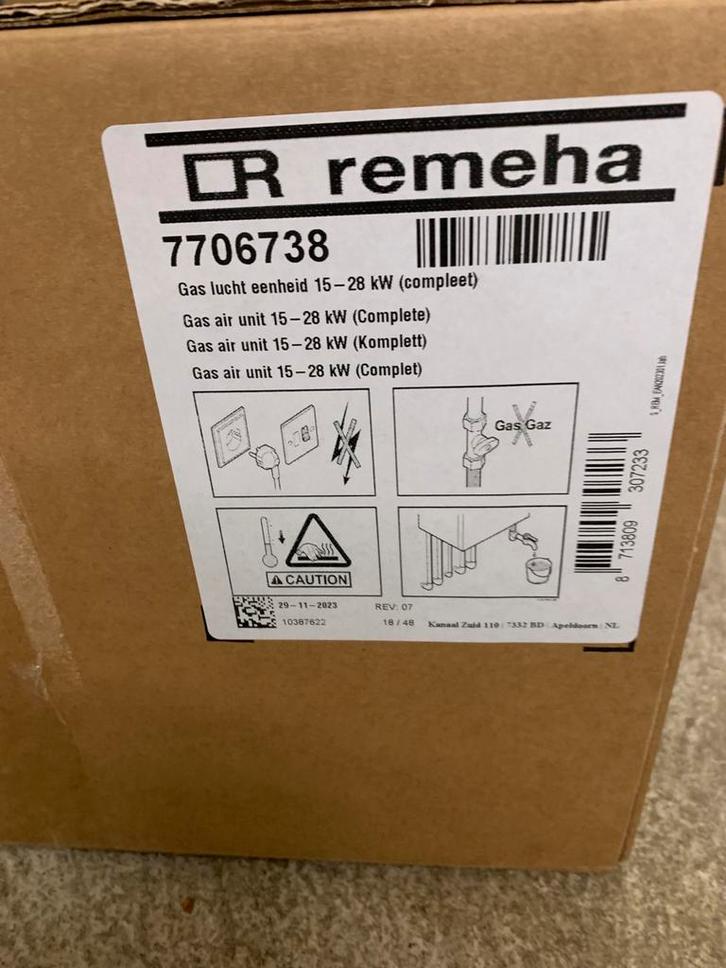 remeha
7706738
Gas lucht eenheid 15–28 kW (compleet)
Gas air unit 15–28 kW (Complete)
Gas air unit 15–28 kW (Komplett)
Gas air unit 15–28 kW (Complet)
Gas Gaz
CAUTION
8 713809 307233
29-11-2023
REV: 07
10387622
18 / 48
Kanaal Zuid 110 | 7332 BD | Apeldoorn | NL